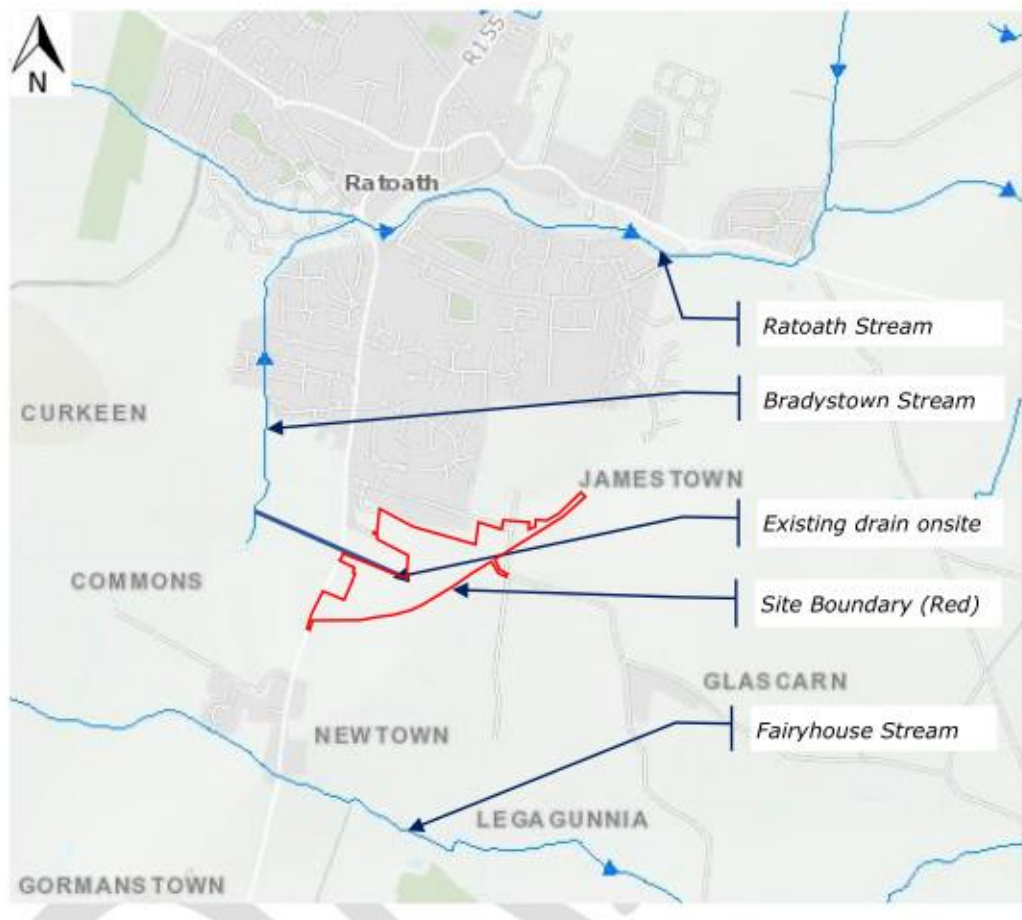 N
R155
Ratoath
Ratoath Stream
Bradystown Stream
CURKEEN
JAMESTOWN
Existing drain onsite
COMMONS
Site Boundary (Red)
GLASCARN
NEWTOWN
Fairyhouse Stream
LEGAGUNNIA
GORMANSTOWN